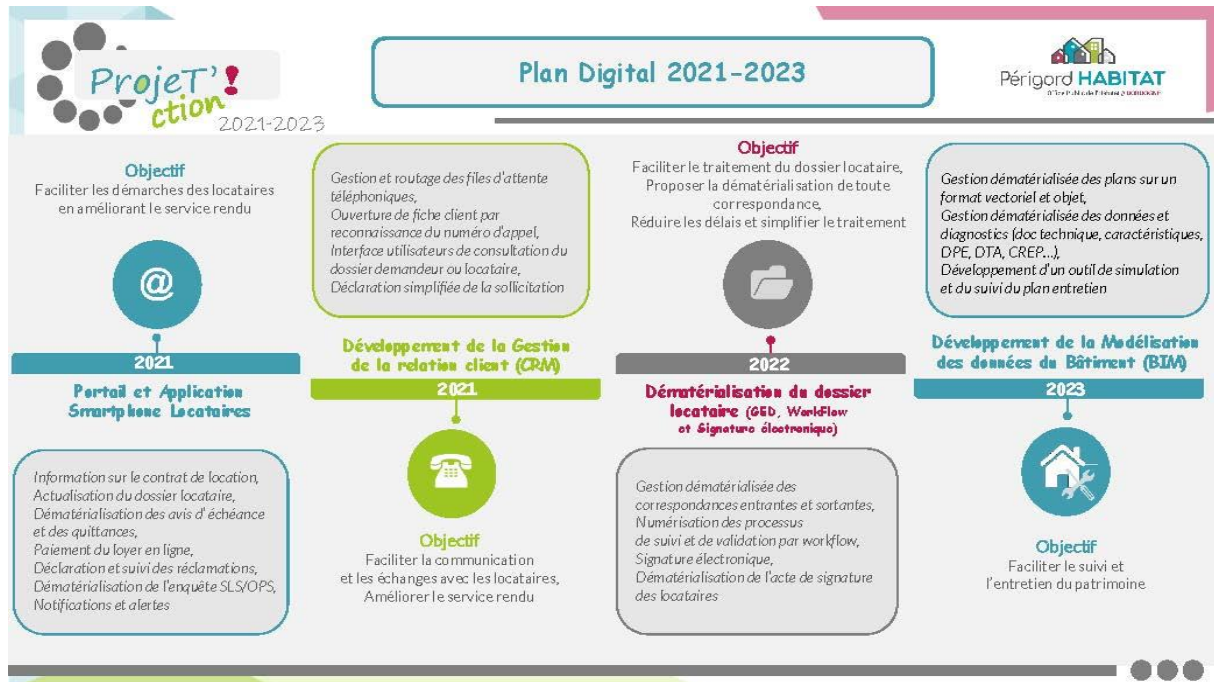 ProjeT'!
ction
2021-2023
Plan Digital 2021-2023
Périgord HABITAT
Office Public de l'Habitat
DORDOGNE
Objectif
Faciliter les démarches des locataires
en améliorant le service rendu
@
2021
Portail et Application
Smartphone Locataires
Information sur le contrat de location,
Actualisation du dossier locataire,
Dématérialisation des avis d'échéance
et des quittances,
Paiement du loyer en ligne,
Déclaration et suivi des réclamations,
Dématérialisation de l'enquête SLS/OPS,
Notifications et alertes
Gestion et routage des files d'attente
téléphoniques,
Ouverture de fiche client par
reconnaissance du numéro d'appel,
Interface utilisateurs de consultation du
dossier demandeur ou locataire,
Déclaration simplifiée de la sollicitation
Développement de la Gestion
de la relation client (CRM)
2021
Objectif
Faciliter la communication
et les échanges avec les locataires,
Améliorer le service rendu
Objectif
Faciliter le traitement du dossier locataire,
Proposer la dématérialisation de toute
correspondance,
Réduire les délais et simplifier le traitement
2022
Dématérialisation du dossier
locataire (GED, WorkFlow
et Signature électronique)
Gestion dématérialisée des
correspondances entrantes et sortantes,
Numérisation des processus
de suivi et de validation par workflow,
Signature électronique,
Dématérialisation de l'acte de signature
des locataires
Gestion dématérialisée des plans sur un
format vectoriel et objet,
Gestion dématérialisée des données et
diagnostics (doc technique, caractéristiques,
DPE, DTA, CREP...),
Développement d'un outil de simulation
et du suivi du plan entretien
Développement de la Modélisation
des données du Bâtiment (BIM)
2023
Objectif
Faciliter le suivi et
l'entretien du patrimoine